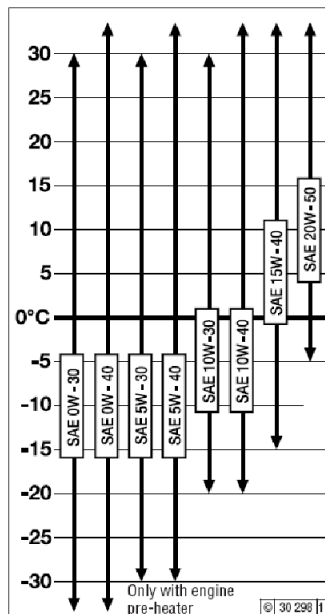 30
25
20
15
10
5
0°C
-5
-10
-15
-20
-25
-30
SAE 0W - 30
SAE 0W - 40
SAE 5W - 30
SAE 5W - 40
SAE 10W - 30
SAE 10W - 40
SAE 15W - 40
SAE 20W - 50
Only with engine
pre-heater
© 30 298